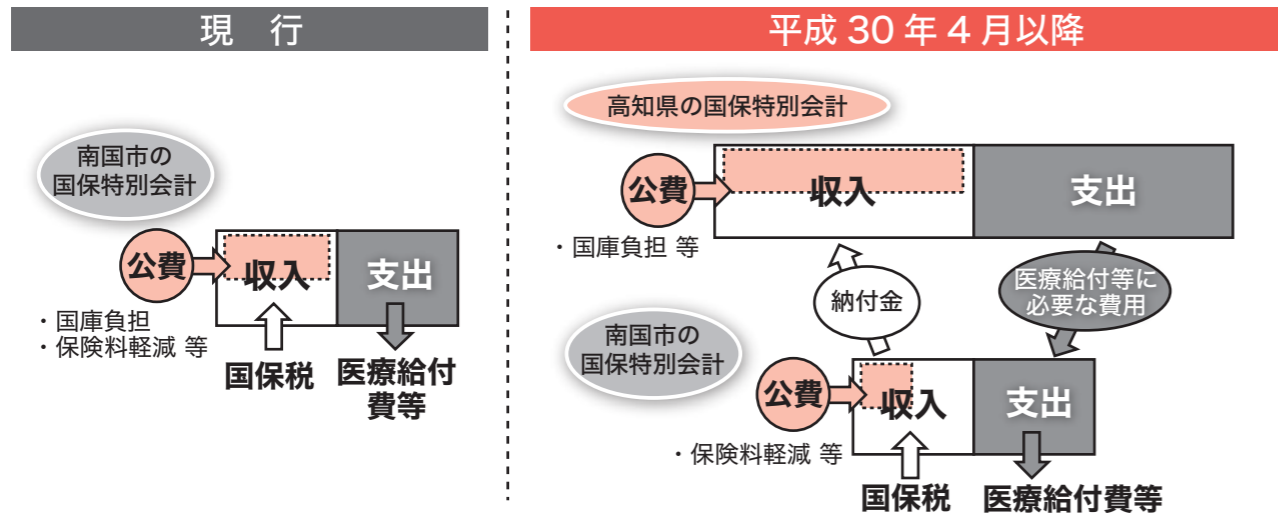 現　行
南国市の
国保特別会計
公費
収入
支出
・国庫負担
・保険料軽減 等
国保税
医療給付
費等
平成 30 年 4 月以降
高知県の国保特別会計
公費
収入
支出
・国庫負担 等
納付金
医療給付等に
必要な費用
南国市の
国保特別会計
公費
収入
支出
・保険料軽減 等
国保税
医療給付費等